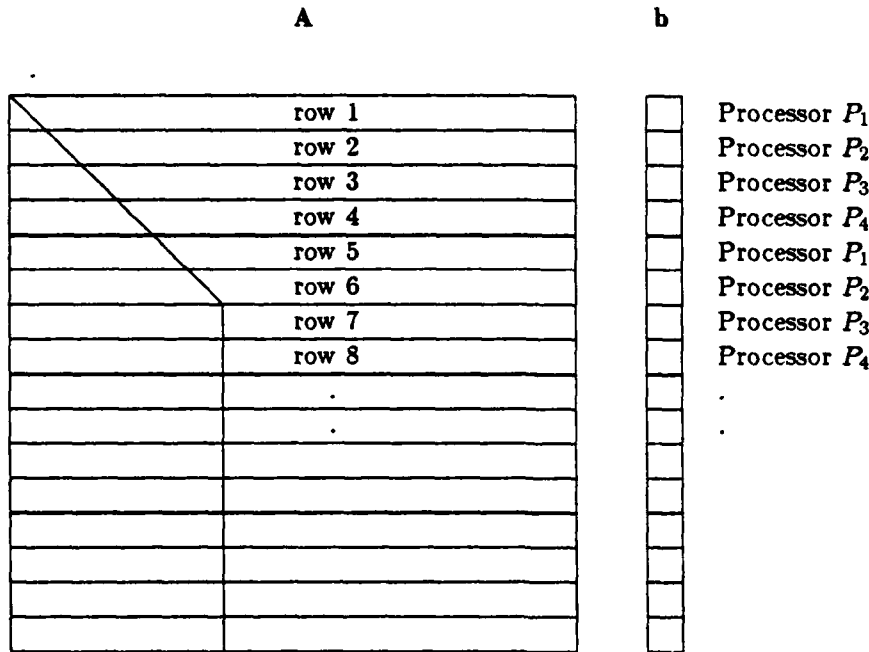 A b
row 1 Processor P₁
row 2 Processor P₂
row 3 Processor P₃
row 4 Processor P₄
row 5 Processor P₁
row 6 Processor P₂
row 7 Processor P₃
row 8 Processor P₄
. .
. .